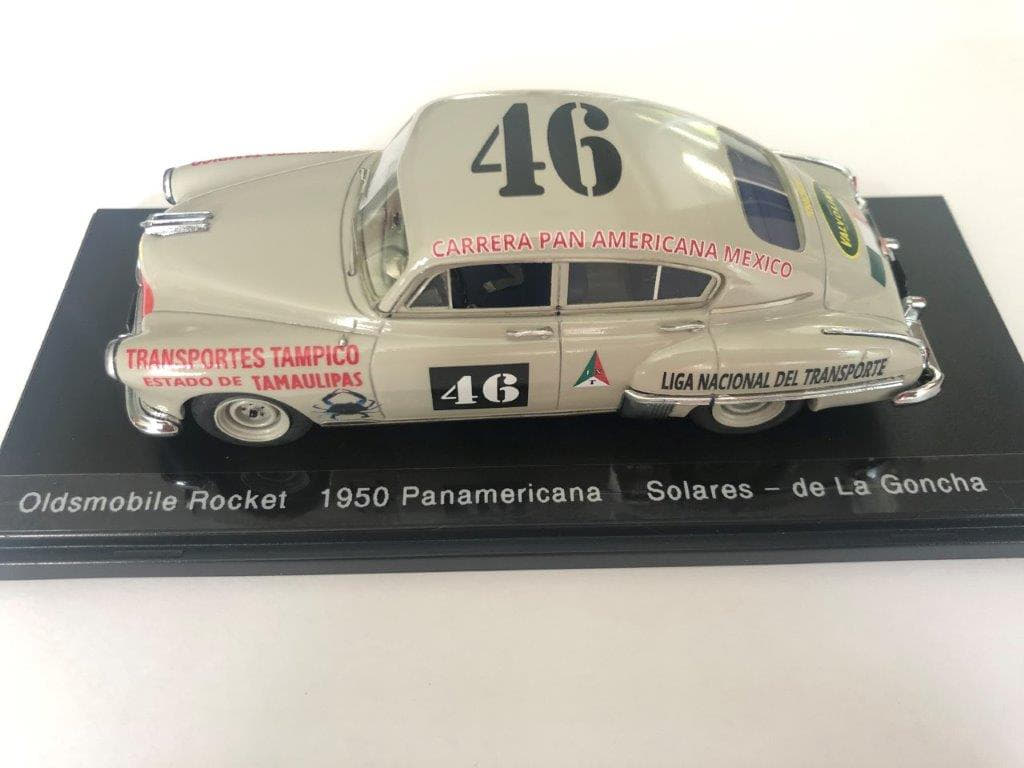 46
CARRERA PAN AMERICANA MEXICO
VALVOLINE
TRANSPORTES TAMPICO
ESTADO DE TAMAULIPAS
46
LIGA NACIONAL DEL TRANSPORTE
Oldsmobile Rocket 1950 Panamericana Solares – de La Goncha